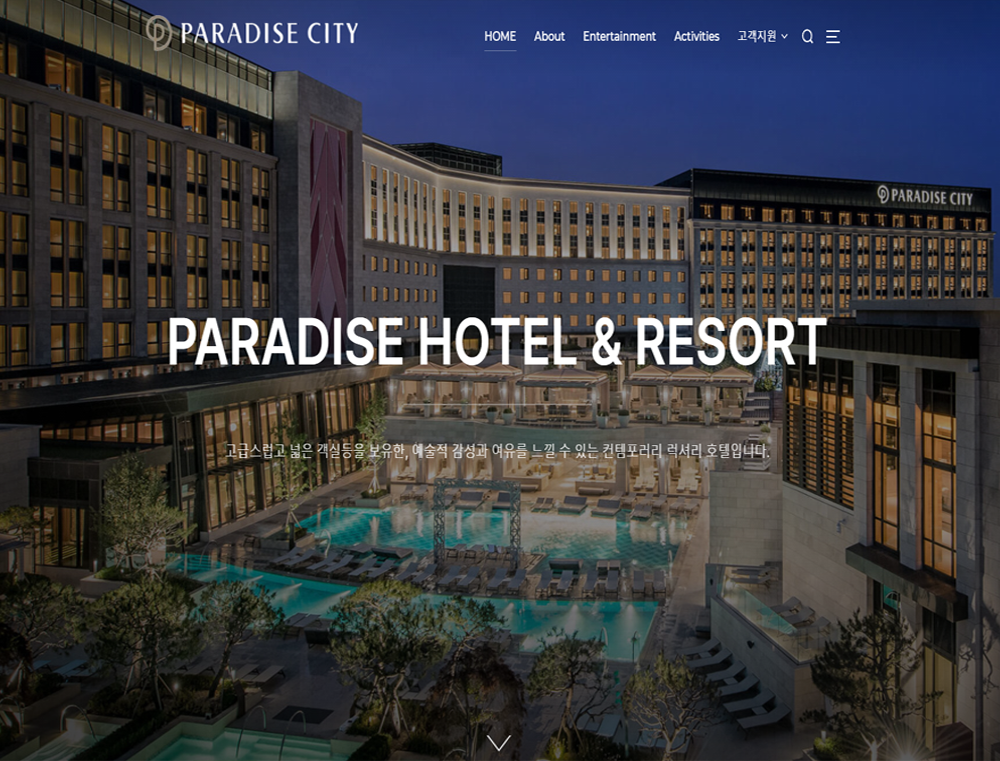 PARADISE CITY
HOME About Entertainment Activities 고객지원
PARADISE CITY
PARADISE HOTEL & RESORT
고급스럽고 넓은 객실등을 보유한, 예술적 감성과 여유를 느낄 수 있는 컨템포러리 럭셔리 호텔입니다.